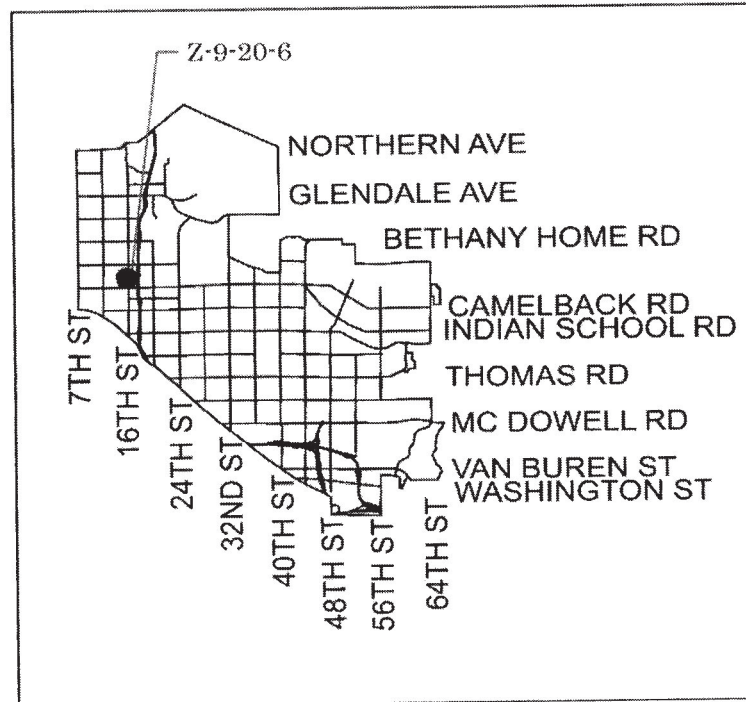 Z-9-20-6
NORTHERN AVE
GLENDALE AVE
BETHANY HOME RD
CAMELBACK RD
INDIAN SCHOOL RD
THOMAS RD
MC DOWELL RD
VAN BUREN ST
WASHINGTON ST
7TH ST
16TH ST
24TH ST
32ND ST
40TH ST
48TH ST
56TH ST
64TH ST